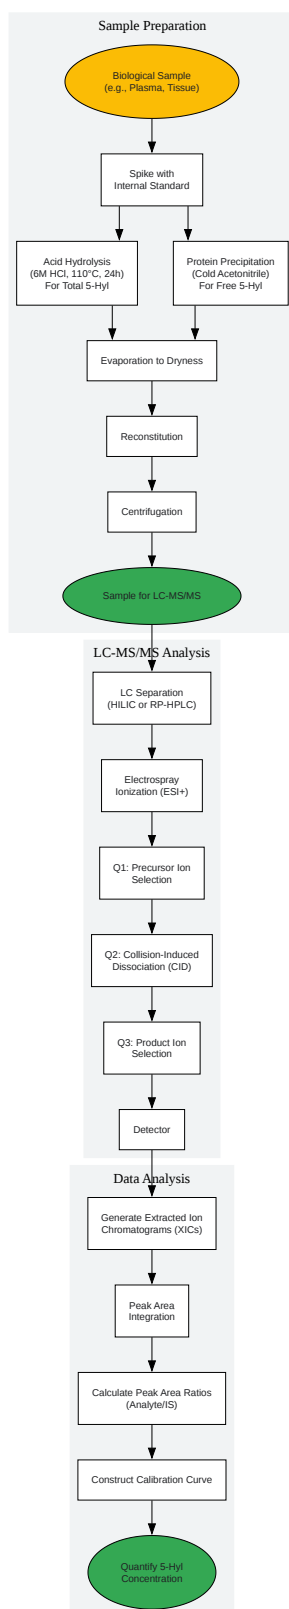 Sample Preparation
Biological Sample
(e.g., Plasma, Tissue)
Spike with
Internal Standard
Acid Hydrolysis
(6M HCl, 110°C, 24h)
For Total 5-Hyl
Protein Precipitation
(Cold Acetonitrile)
For Free 5-Hyl
Evaporation to Dryness
Reconstitution
Centrifugation
Sample for LC-MS/MS
LC-MS/MS Analysis
LC Separation
(HILIC or RP-HPLC)
Electrospray
Ionization (ESI+)
Q1: Precursor Ion
Selection
Q2: Collision-Induced
Dissociation (CID)
Q3: Product Ion
Selection
Detector
Data Analysis
Generate Extracted Ion
Chromatograms (XICs)
Peak Area
Integration
Calculate Peak Area Ratios
(Analyte/IS)
Construct Calibration Curve
Quantify 5-Hyl
Concentration